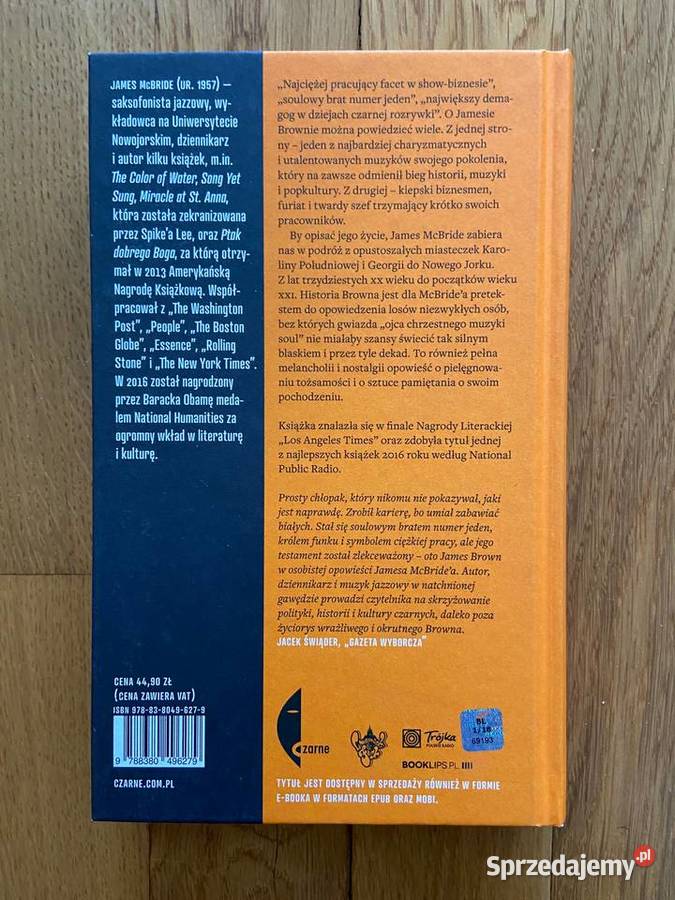 JAMES McBRIDE (UR. 1957) —
saksofonista jazzowy, wy-
kładowca na Uniwersytecie
Nowojorskim, dziennikarz
i autor kilku książek, m.in.
The Color of Water, Song Yet
Sung, Miracle at St. Anna,
która została zekranizowana
przez Spike'a Lee, oraz Ptak
dobrego Boga, za którą otrzy-
mał w 2013 Amerykańską
Nagrodę Książkową. Współ-
pracował z „The Washington
Post", „People", „The Boston
Globe", „Essence", „Rolling
Stone" i „The New York Times".
W 2016 został nagrodzony
przez Baracka Obamę meda-
lem National Humanities za
ogromny wkład w literaturę
i kulturę.
CENA 44,90 ZŁ
(CENA ZAWIERA VAT)
ISBN 978-83-8049-627-9
9 788380 496279
CZARNE.COM.PL
„Najciężej pracujący facet w show-biznesie",
„soulowy brat numer jeden", „największy dema-
gog w dziejach czarnej rozrywki". O Jamesie
Brownie można powiedzieć wiele. Z jednej stro-
ny – jeden z najbardziej charyzmatycznych
i utalentowanych muzyków swojego pokolenia,
który na zawsze odmienił bieg historii, muzyki
i popkultury. Z drugiej – kiepski biznesmen,
furiat i twardy szef trzymający krótko swoich
pracowników.
By opisać jego życie, James McBride zabiera
nas w podróż z opustoszałych miasteczek Karo-
liny Południowej i Georgii do Nowego Jorku.
Z lat trzydziestych XX wieku do początków wieku
XXI. Historia Browna jest dla McBride'a pretek-
stem do opowiedzenia losów niezwykłych osób,
bez których gwiazda „ojca chrzestnego muzyki
soul" nie miałaby szansy świecić tak silnym
blaskiem i przez tyle dekad. To również pełna
melancholii i nostalgii opowieść o pielęgnowa-
niu tożsamości i o sztuce pamiętania o swoim
pochodzeniu.
Książka znalazła się w finale Nagrody Literackiej
„Los Angeles Times" oraz zdobyła tytuł jednej
z najlepszych książek 2016 roku według National
Public Radio.
Prosty chłopak, który nikomu nie pokazywał, jaki
jest naprawdę. Zrobił karierę, bo umiał zabawiać
białych. Stał się soulowym bratem numer jeden,
królem funku i symbolem ciężkiej pracy, ale jego
testament został zlekceważony – oto James Brown
w osobistej opowieści Jamesa McBride'a. Autor,
dziennikarz i muzyk jazzowy w natchnionej
gawędzie prowadzi czytelnika na skrzyżowanie
polityki, historii i kultury czarnych, daleko poza
życiorys wrażliwego i okrutnego Browna.
JACEK ŚWIĄDER, „GAZETA WYBORCZA"
czarne
Trójka
POLSKIE RADIO
BOOKLIPS.PL
BL
1/18
69193
TYTUŁ JEST DOSTĘPNY W SPRZEDAŻY RÓWNIEŻ W FORMIE
E-BOOKA W FORMATACH EPUB ORAZ MOBI.
Sprzedajemy.pl